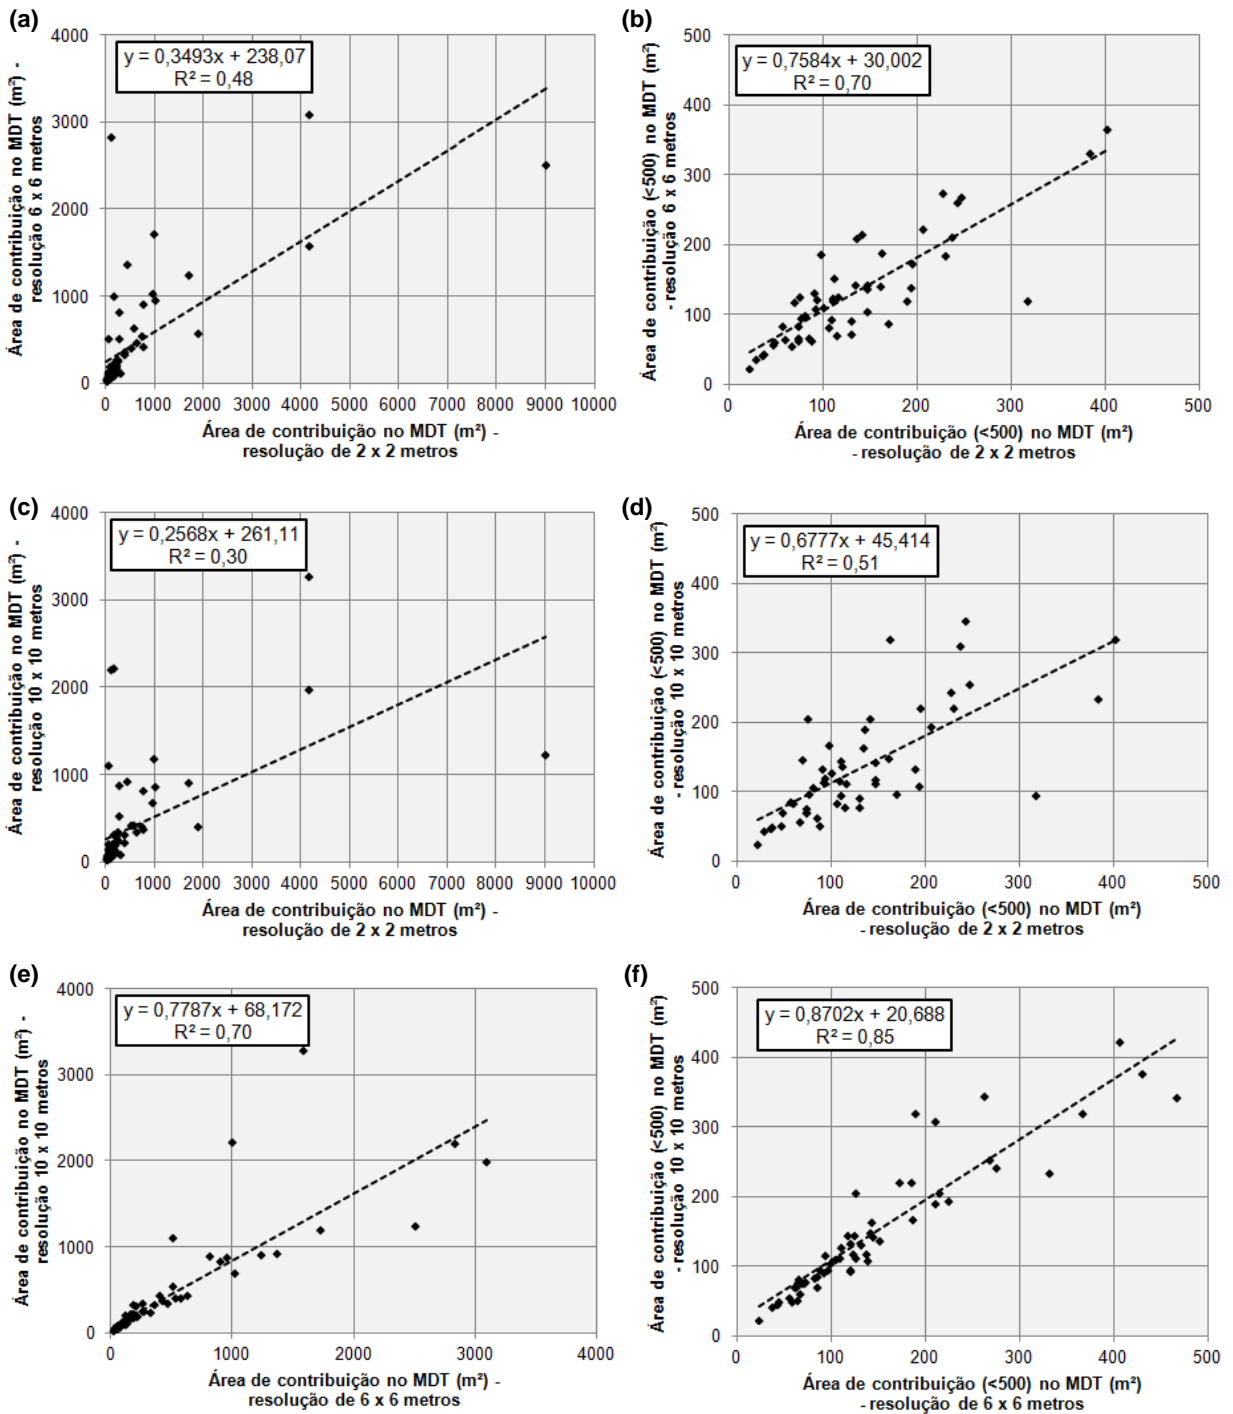 (a)
Área de contribuição no MDT (m²) -
resolução 6 x 6 metros
4000
3000
2000
1000
0
y = 0,3493x + 238,07
R² = 0,48
0 1000 2000 3000 4000 5000 6000 7000 8000 9000 10000
Área de contribuição no MDT (m²) -
resolução de 2 x 2 metros
(b)
Área de contribuição (<500) no MDT (m²)
- resolução 6 x 6 metros
500
400
300
200
100
0
y = 0,7584x + 30,002
R² = 0,70
0 100 200 300 400 500
Área de contribuição (<500) no MDT (m²)
- resolução de 2 x 2 metros
(c)
Área de contribuição no MDT (m²) -
resolução 10 x 10 metros
4000
3000
2000
1000
0
y = 0,2568x + 261,11
R² = 0,30
0 1000 2000 3000 4000 5000 6000 7000 8000 9000 10000
Área de contribuição no MDT (m²) -
resolução de 2 x 2 metros
(d)
Área de contribuição (<500) no MDT (m²)
- resolução 10 x 10 metros
500
400
300
200
100
0
y = 0,6777x + 45,414
R² = 0,51
0 100 200 300 400 500
Área de contribuição (<500) no MDT (m²)
- resolução de 2 x 2 metros
(e)
Área de contribuição no MDT (m²) -
resolução 10 x 10 metros
4000
3000
2000
1000
0
y = 0,7787x + 68,172
R² = 0,70
0 1000 2000 3000 4000
Área de contribuição no MDT (m²) -
resolução de 6 x 6 metros
(f)
Área de contribuição (<500) no MDT (m²)
- resolução 10 x 10 metros
500
400
300
200
100
0
y = 0,8702x + 20,688
R² = 0,85
0 100 200 300 400 500
Área de contribuição (<500) no MDT (m²)
- resolução de 6 x 6 metros